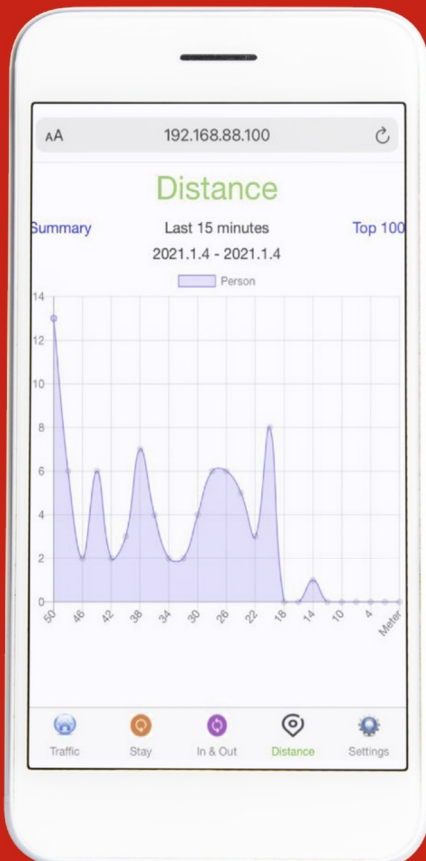 AA 192.168.88.100
Distance
Summary Last 15 minutes Top 100
2021.1.4 - 2021.1.4
Person
14
12
10
8
6
4
2
0
50 46 42 38 34 30 26 22 18 14 10 4 Meter
Traffic Stay In & Out Distance Settings